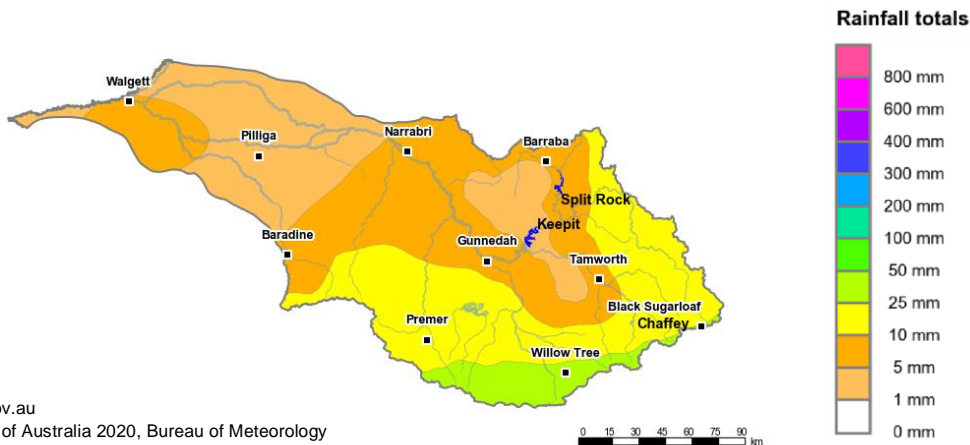 Rainfall totals
800 mm
600 mm
400 mm
300 mm
200 mm
100 mm
50 mm
25 mm
10 mm
5 mm
1 mm
0 mm
Walgett
Pilliga
Narrabri
Barraba
Split Rock
Keepit
Baradine
Gunnedah
Tamworth
Black Sugarloaf
Chaffey
Premer
Willow Tree
ov.au
of Australia 2020, Bureau of Meteorology
0 15 30 45 60 75 90
km